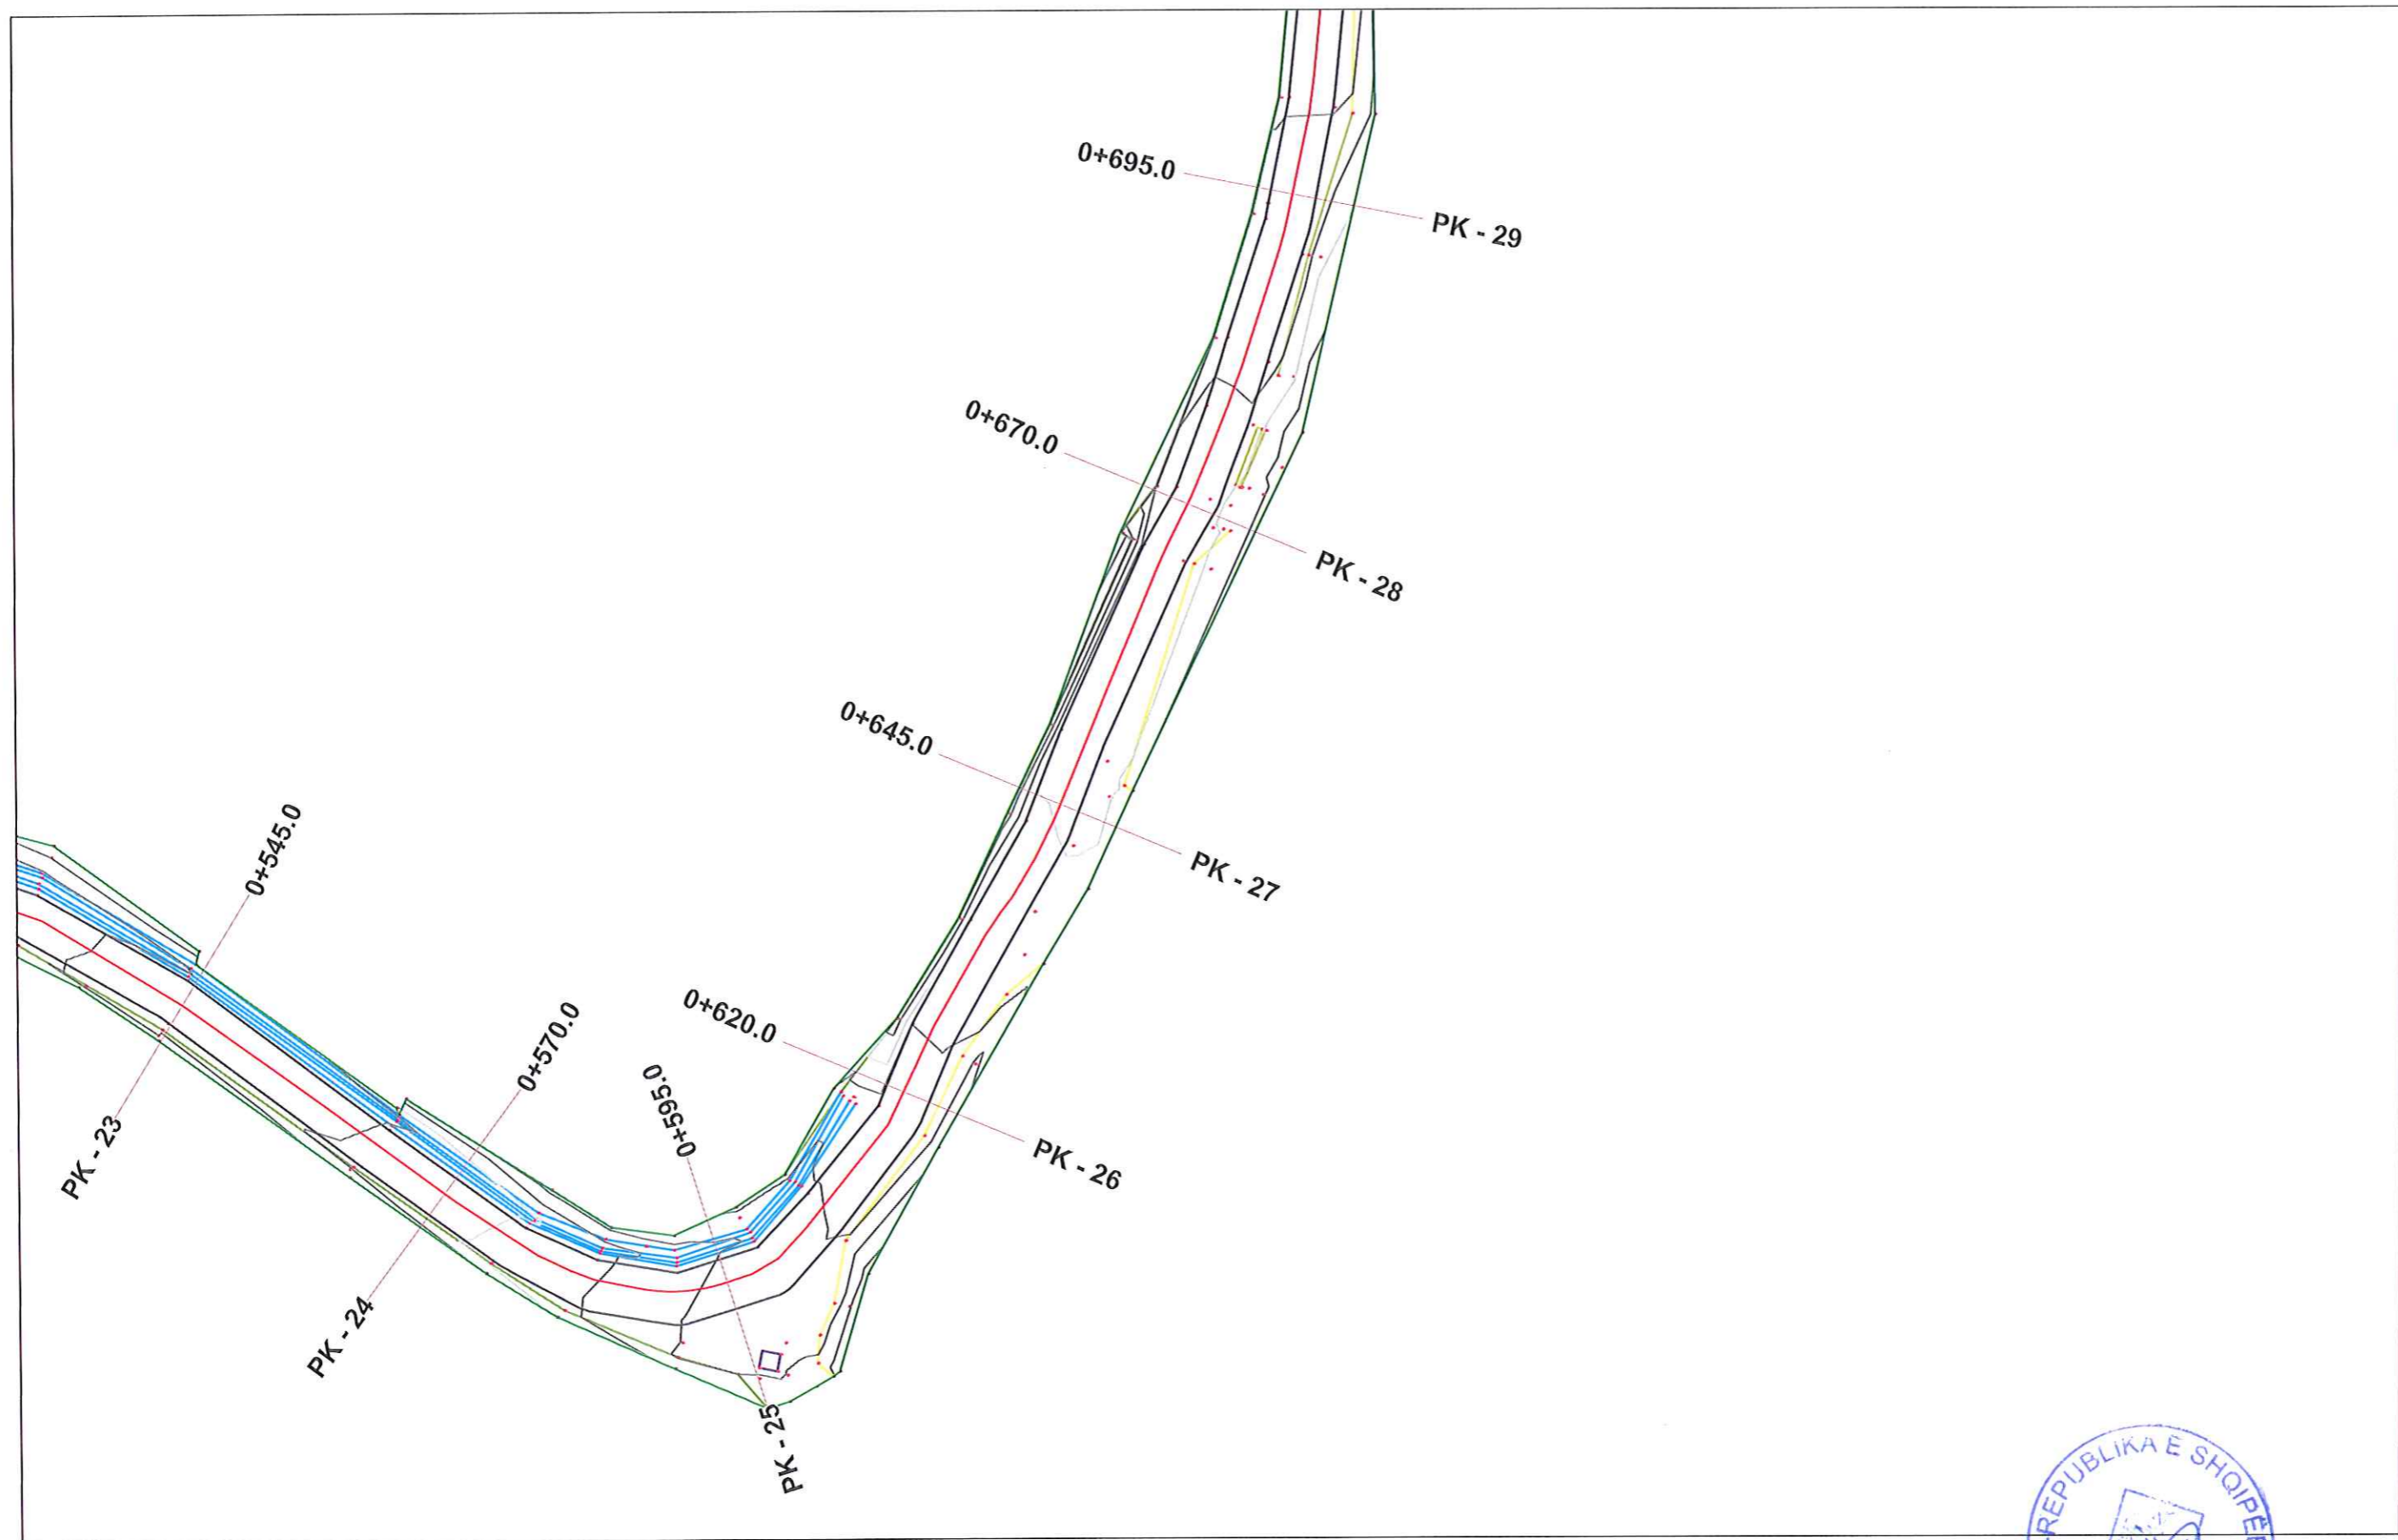 0+695.0
PK - 29
0+670.0
PK - 28
0+645.0
PK - 27
0+545.0
0+570.0
0+620.0
0+595.0
PK - 26
PK - 23
PK - 24
PK - 25
REPUBLIKA E SHQIPË